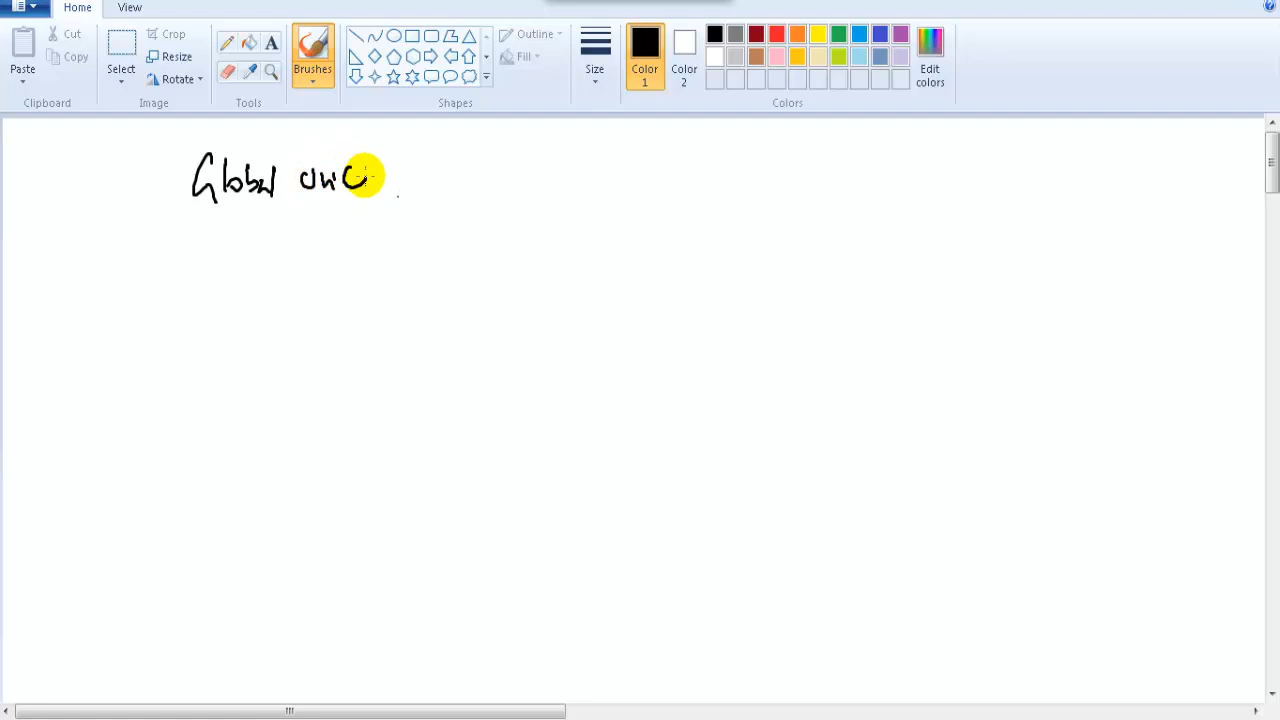 Home View
Paste Cut Copy Select Resize Rotate Brushes Outline Fill Size Color 1 Color 2 Edit colors
Clipboard Image Tools Shapes Colors
Global